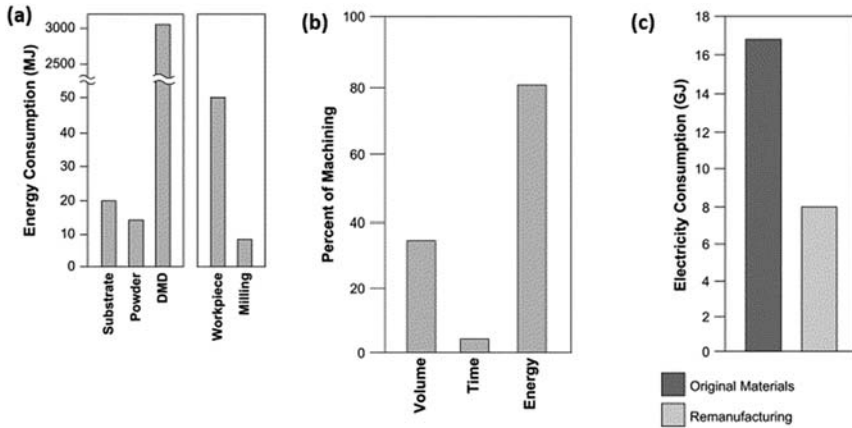 (a)
Energy Consumption (MJ)
3000
2500
50
40
30
20
10
0
Substrate
Powder
DMD
Workpiece
Milling
(b)
Percent of Machining
100
80
60
40
20
0
Volume
Time
Energy
(c)
Electricity Consumption (GJ)
18
16
14
12
10
8
6
4
2
0
Original Materials
Remanufacturing